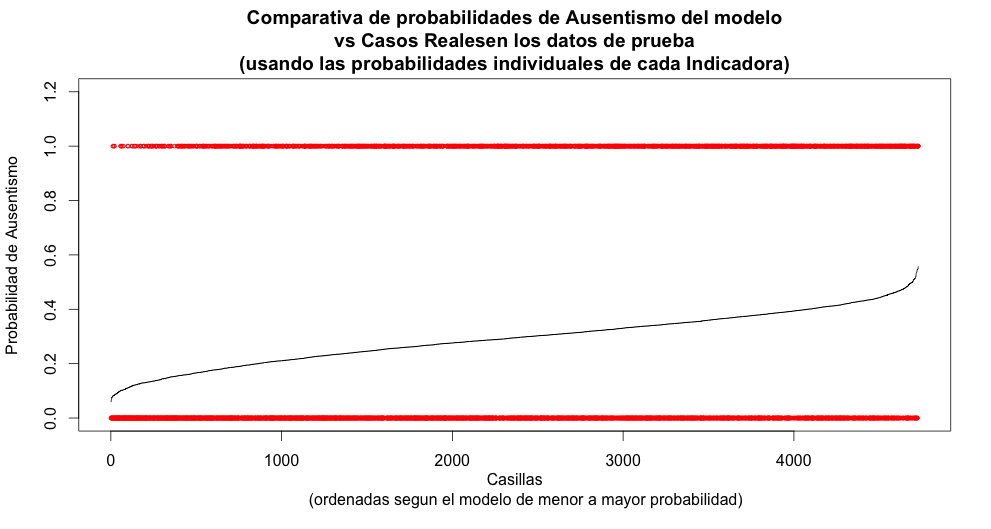 Comparativa de probabilidades de Ausentismo del modelo
vs Casos Realesen los datos de prueba
(usando las probabilidades individuales de cada Indicadora)
Probabilidad de Ausentismo
1.2
1.0
0.8
0.6
0.4
0.2
0.0
0 1000 2000 3000 4000
Casillas
(ordenadas segun el modelo de menor a mayor probabilidad)